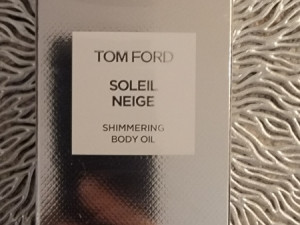 TOM FORD
SOLEIL
NEIGE
SHIMMERING
BODY OIL